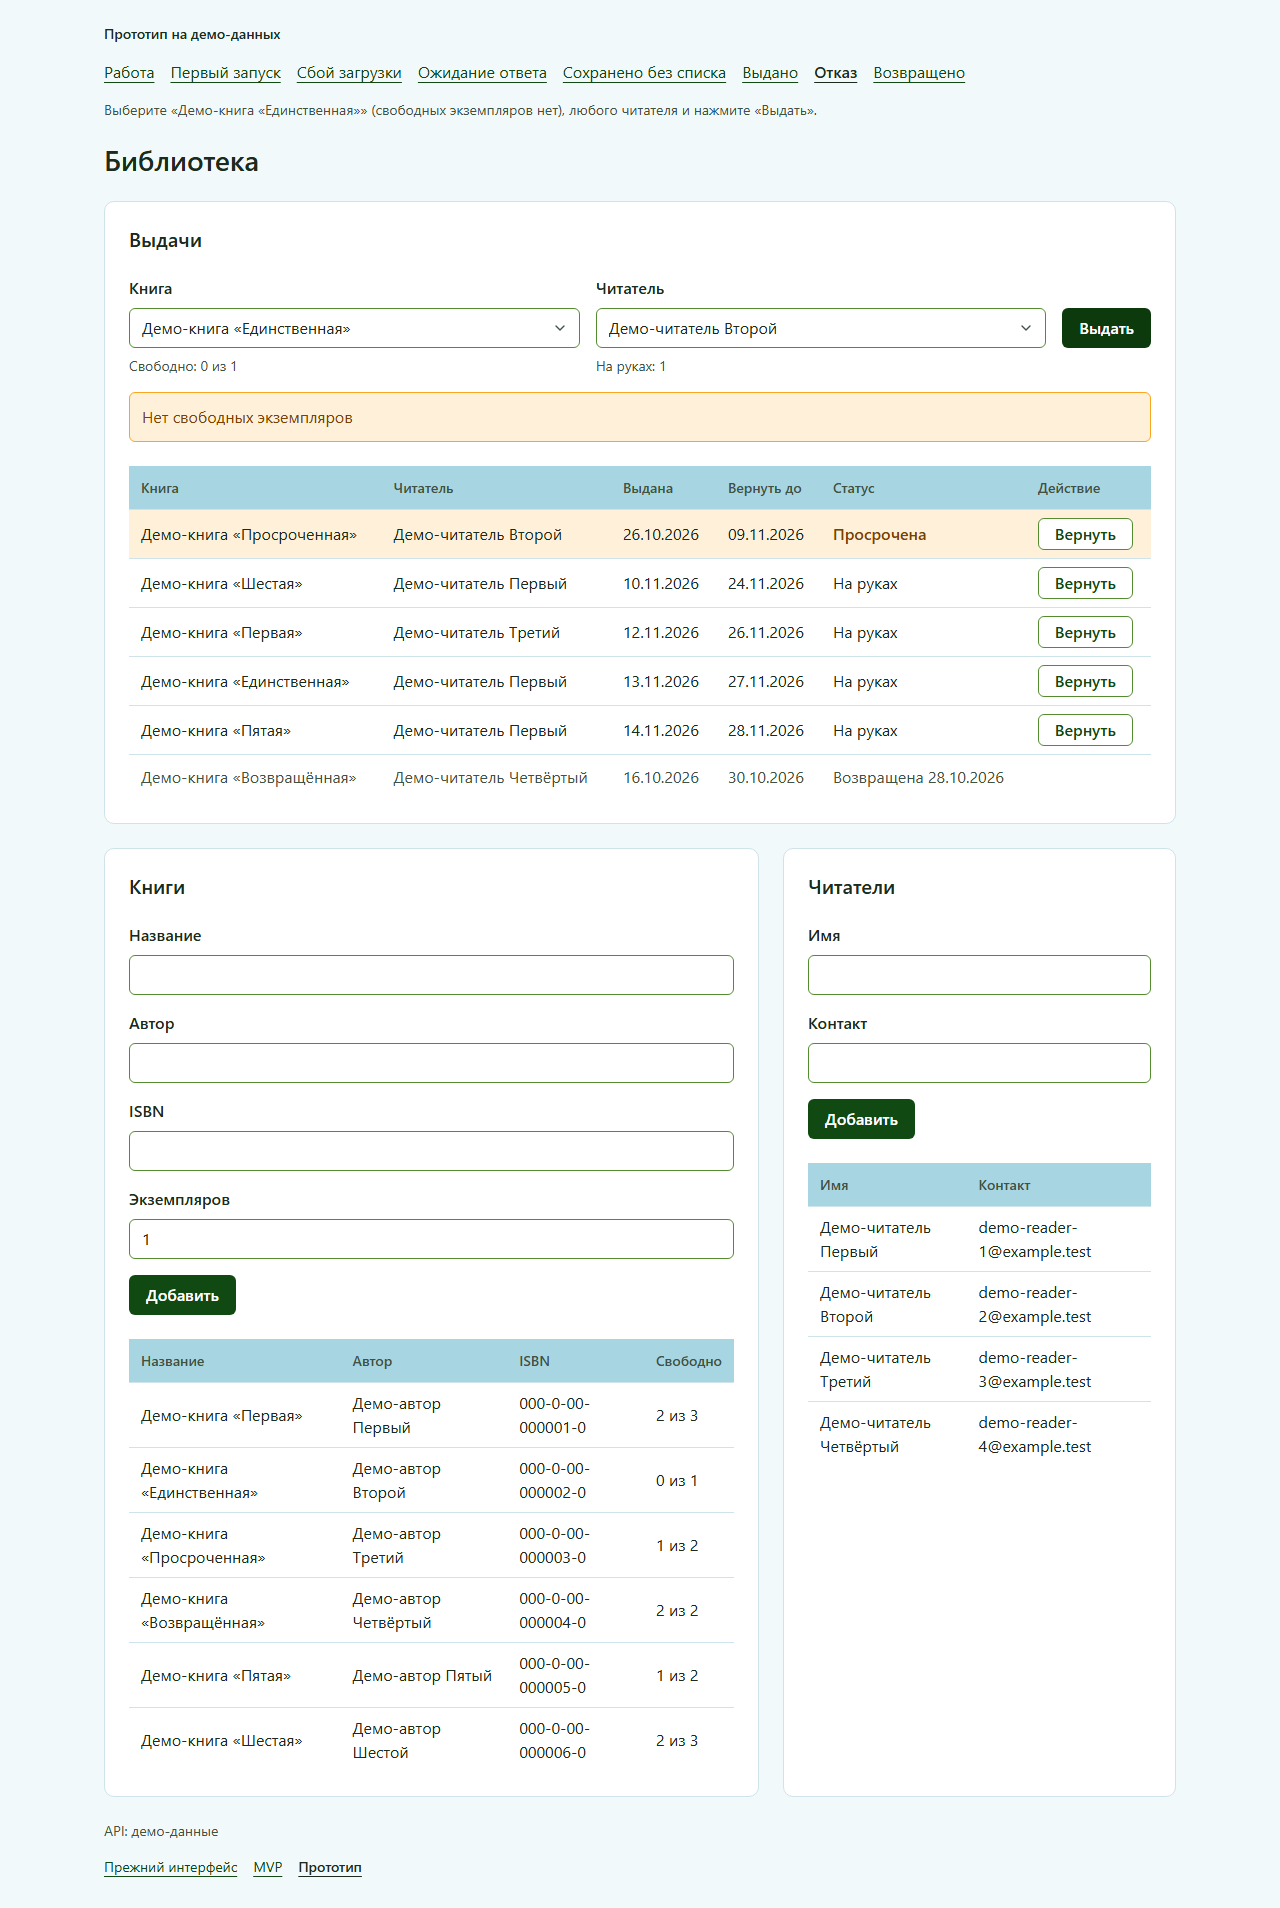 Прототип на демо-данных
Работа Первый запуск Сбой загрузки Ожидание ответа Сохранено без списка Выдано Отказ Возвращено
Выберите «Демо-книга «Единственная»» (свободных экземпляров нет), любого читателя и нажмите «Выдать».
Библиотека
Выдачи
Книга Читатель
Демо-книга «Единственная» Демо-читатель Второй Выдать
Свободно: 0 из 1 На руках: 1
Нет свободных экземпляров
Книга Читатель Выдана Вернуть до Статус Действие
Демо-книга «Просроченная» Демо-читатель Второй 26.10.2026 09.11.2026 Просрочена Вернуть
Демо-книга «Шестая» Демо-читатель Первый 10.11.2026 24.11.2026 На руках Вернуть
Демо-книга «Первая» Демо-читатель Третий 12.11.2026 26.11.2026 На руках Вернуть
Демо-книга «Единственная» Демо-читатель Первый 13.11.2026 27.11.2026 На руках Вернуть
Демо-книга «Пятая» Демо-читатель Первый 14.11.2026 28.11.2026 На руках Вернуть
Демо-книга «Возвращённая» Демо-читатель Четвёртый 16.10.2026 30.10.2026 Возвращена 28.10.2026
Книги
Название
Автор
ISBN
Экземпляров
1
Добавить
Название Автор ISBN Свободно
Демо-книга «Первая» Демо-автор Первый 000-0-00-000001-0 2 из 3
Демо-книга «Единственная» Демо-автор Второй 000-0-00-000002-0 0 из 1
Демо-книга «Просроченная» Демо-автор Третий 000-0-00-000003-0 1 из 2
Демо-книга «Возвращённая» Демо-автор Четвёртый 000-0-00-000004-0 2 из 2
Демо-книга «Пятая» Демо-автор Пятый 000-0-00-000005-0 1 из 2
Демо-книга «Шестая» Демо-автор Шестой 000-0-00-000006-0 2 из 3
Читатели
Имя
Контакт
Добавить
Имя Контакт
Демо-читатель Первый demo-reader-1@example.test
Демо-читатель Второй demo-reader-2@example.test
Демо-читатель Третий demo-reader-3@example.test
Демо-читатель Четвёртый demo-reader-4@example.test
API: демо-данные
Прежний интерфейс MVP Прототип